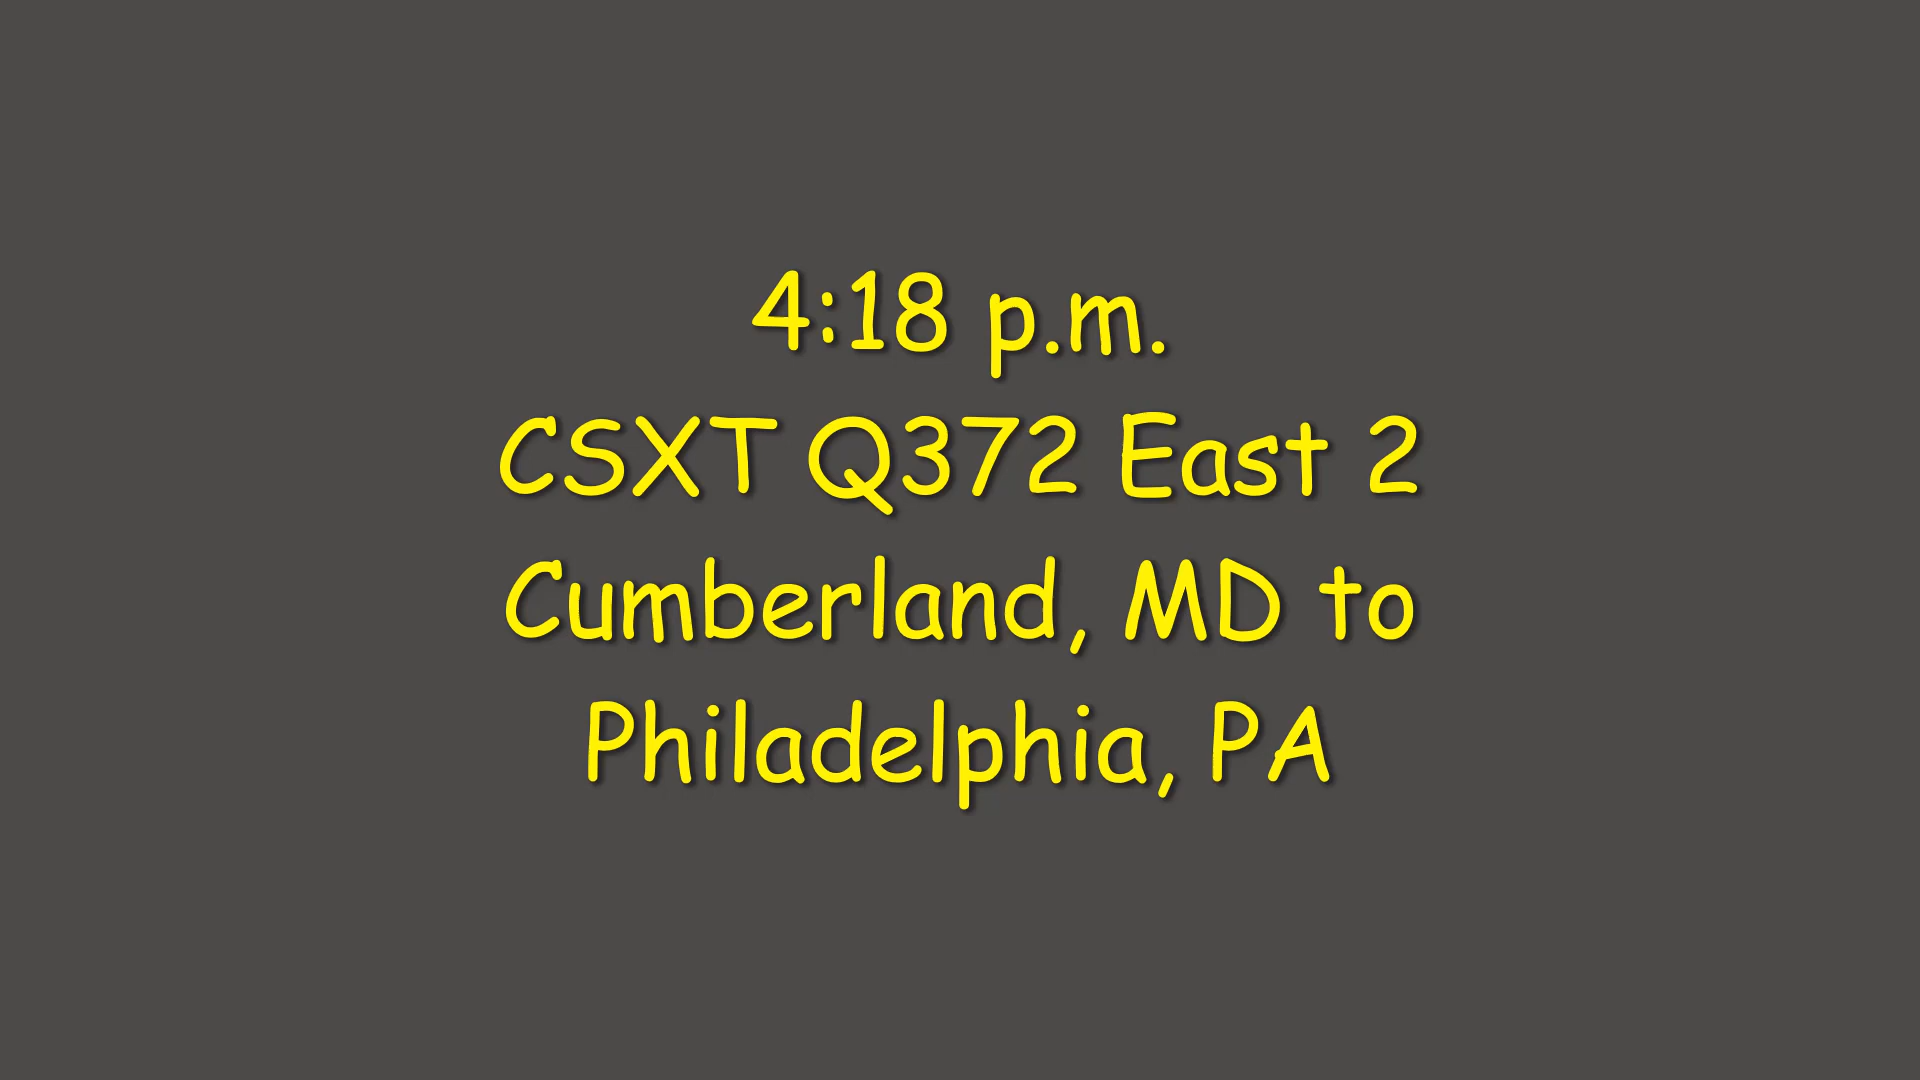 4:18 p.m.
CSXT Q372 East 2
Cumberland, MD to
Philadelphia, PA